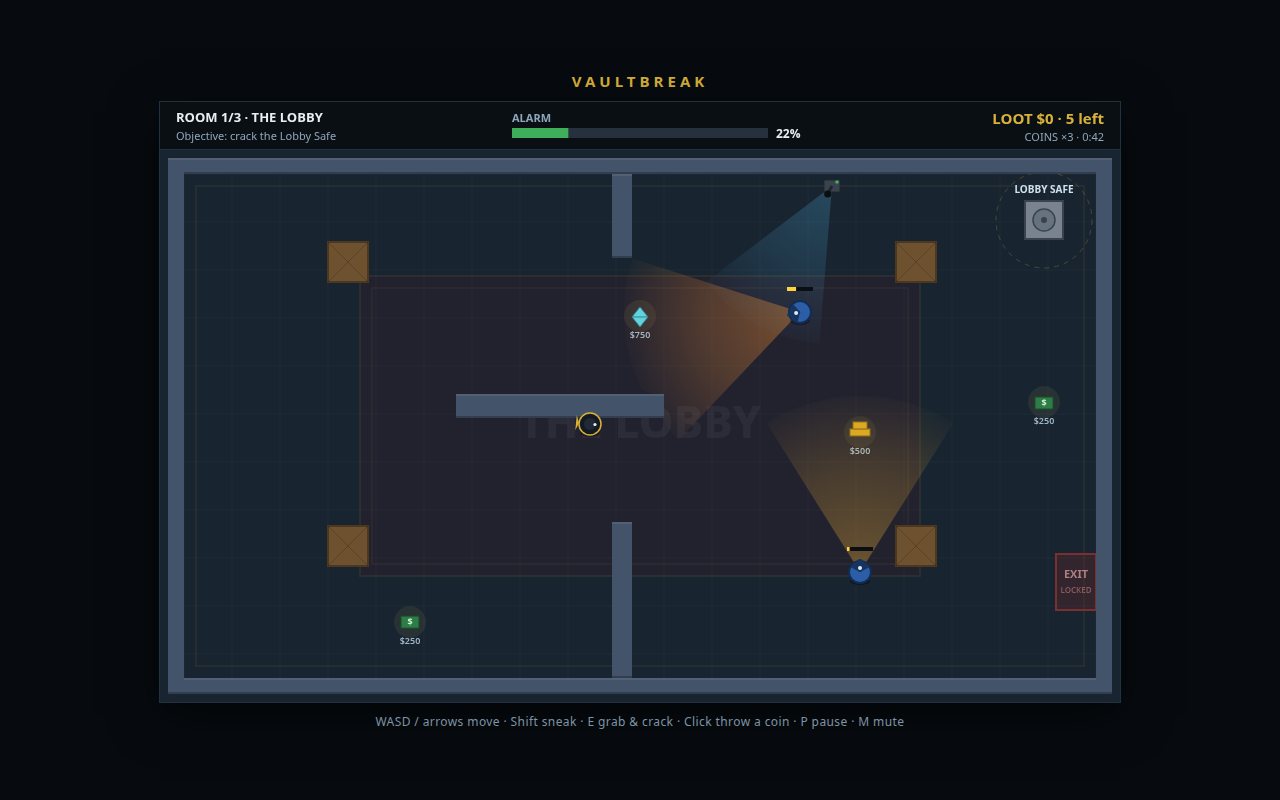 VAULTBREAK
ROOM 1/3 · THE LOBBY
Objective: crack the Lobby Safe
ALARM
22%
LOOT $0 · 5 left
COINS ×3 · 0:42
LOBBY SAFE
$750
$
$250
THE LOBBY
$500
EXIT
LOCKED
$
$250
WASD / arrows move · Shift sneak · E grab & crack · Click throw a coin · P pause · M mute